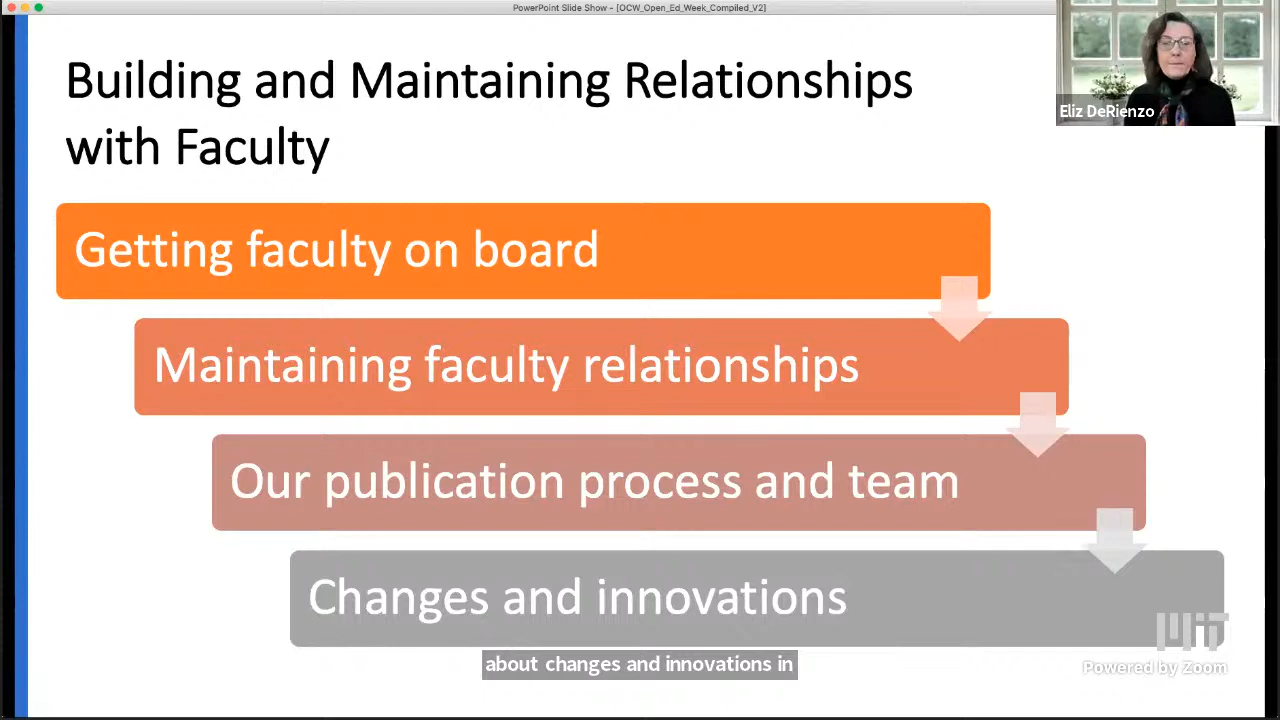 PowerPoint Slide Show - [OCW_Open_Ed_Week_Compiled_V2]
Building and Maintaining Relationships
with Faculty
Eliz DeRienzo
Getting faculty on board
Maintaining faculty relationships
Our publication process and team
Changes and innovations
MIT
about changes and innovations in
Powered by Zoom